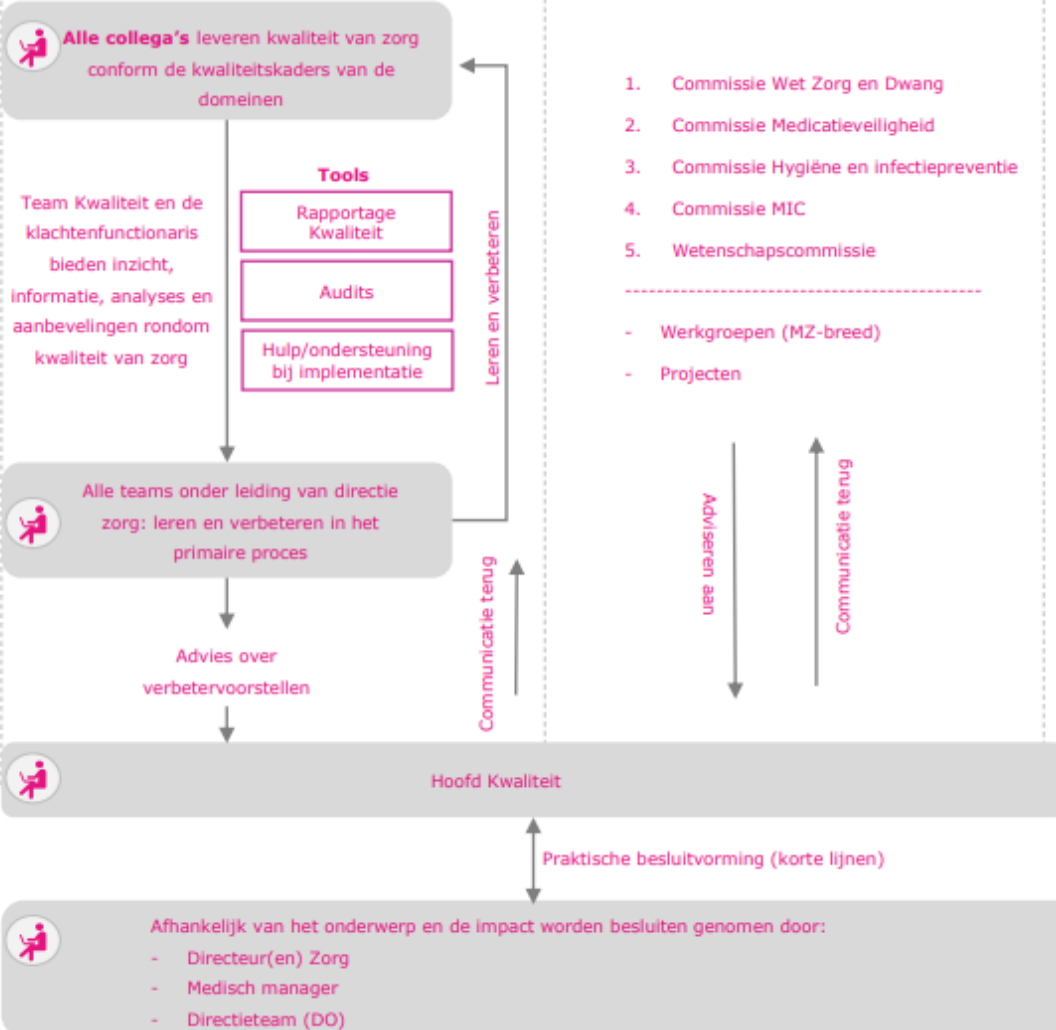 Alle collega's leveren kwaliteit van zorg
conform de kwaliteitskaders van de
domeinen
Team Kwaliteit en de
klachtenfunctionaris
bieden inzicht,
informatie, analyses en
aanbevelingen rondom
kwaliteit van zorg
Tools
Rapportage
Kwaliteit
Audits
Hulp/ondersteuning
bij implementatie
Leren en verbeteren
Alle teams onder leiding van directie
zorg: leren en verbeteren in het
primaire proces
Advies over
verbetervoorstellen
Communicatie terug
1. Commissie Wet Zorg en Dwang
2. Commissie Medicatieveiligheid
3. Commissie Hygiëne en infectiepreventie
4. Commissie MIC
5. Wetenschapscommissie
- Werkgroepen (MZ-breed)
- Projecten
Adviseren aan
Communicatie terug
Hoofd Kwaliteit
Praktische besluitvorming (korte lijnen)
Afhankelijk van het onderwerp en de impact worden besluiten genomen door:
- Directeur(en) Zorg
- Medisch manager
- Directieteam (DO)